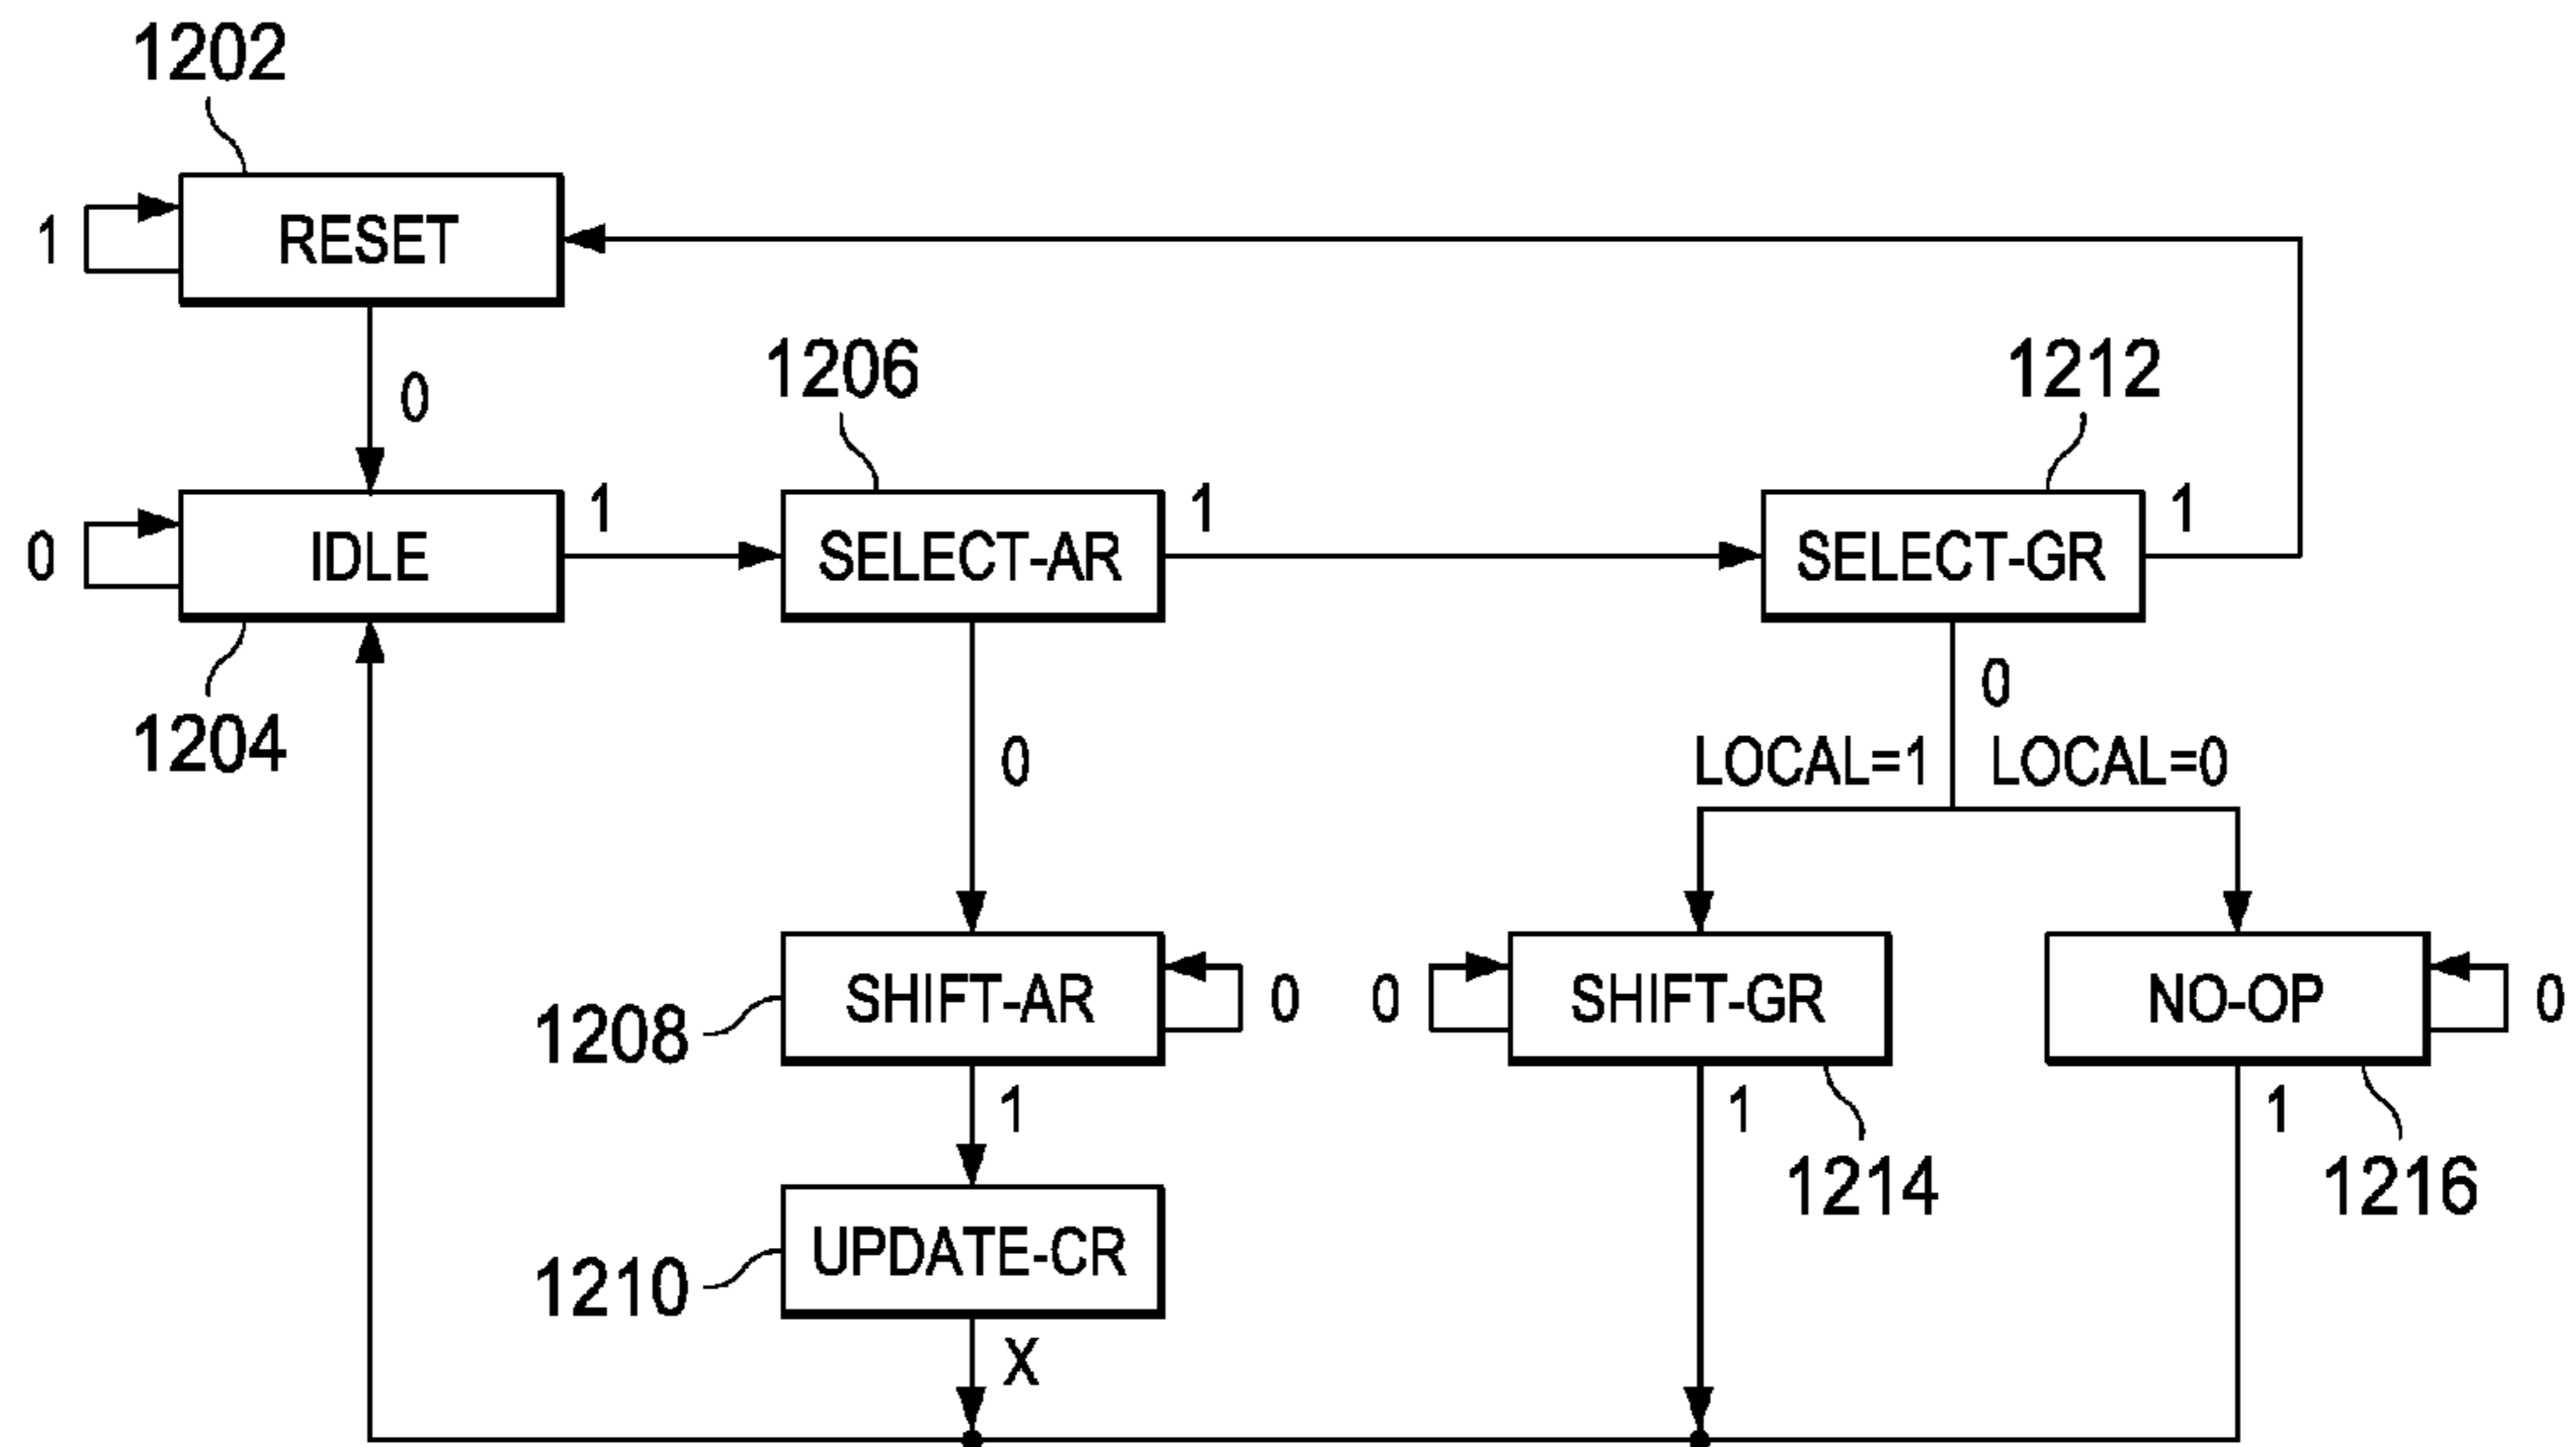 1202
1
RESET
0
1206
1212
0
IDLE
1
SELECT-AR
1
SELECT-GR
1
1204
0
0
LOCAL=1
LOCAL=0
1208
SHIFT-AR
0
0
SHIFT-GR
NO-OP
0
1
1
1
1214
1216
1210
UPDATE-CR
X